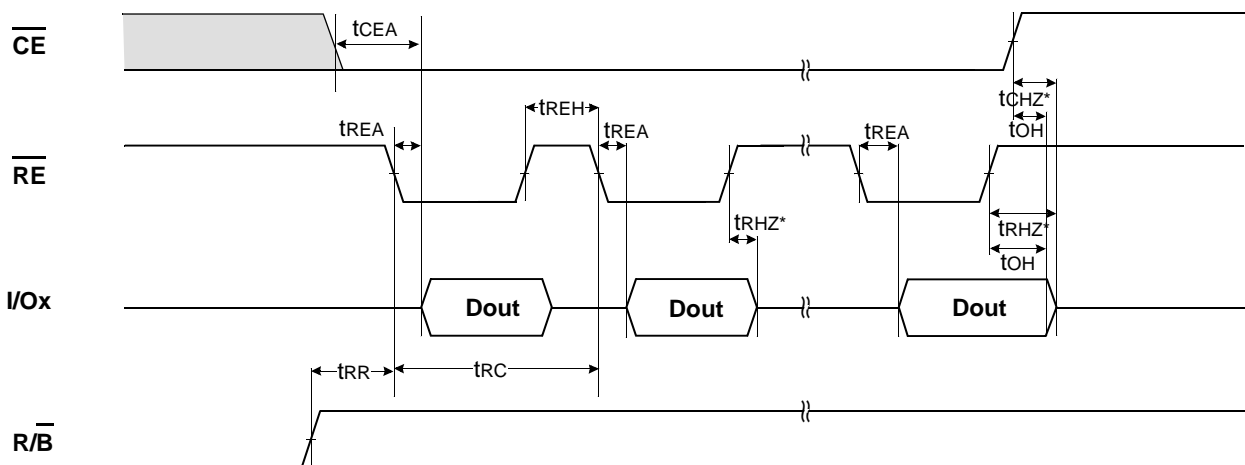 CE
tCEA
tCHZ*
tOH
tREH
tREA
tREA
tREA
RE
tRHZ*
tRHZ*
tOH
I/Ox
Dout
Dout
Dout
tRR
tRC
R/B